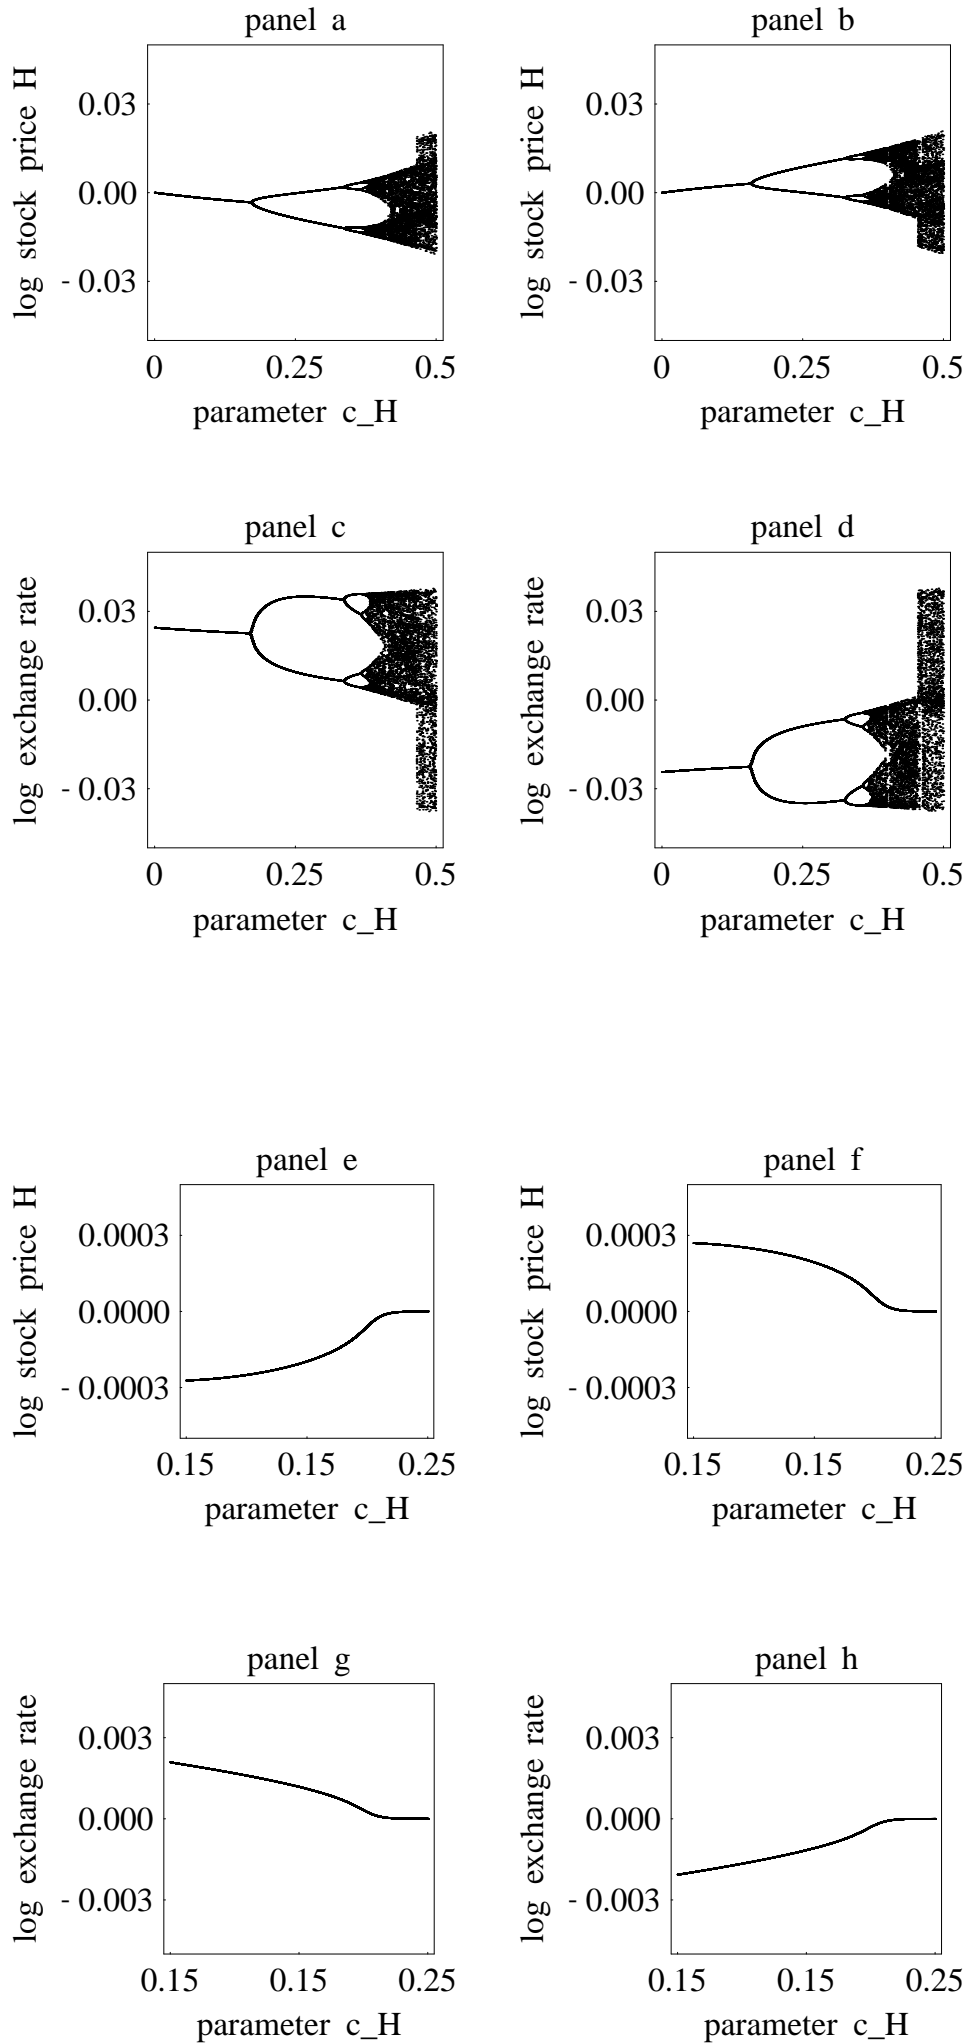 panel a
log stock price H
0.03
0.00
- 0.03
0 0.25 0.5
parameter c_H
panel b
log stock price H
0.03
0.00
- 0.03
0 0.25 0.5
parameter c_H
panel c
log exchange rate
0.03
0.00
- 0.03
0 0.25 0.5
parameter c_H
panel d
log exchange rate
0.03
0.00
- 0.03
0 0.25 0.5
parameter c_H
panel e
log stock price H
0.0003
0.0000
- 0.0003
0.15 0.15 0.25
parameter c_H
panel f
log stock price H
0.0003
0.0000
- 0.0003
0.15 0.15 0.25
parameter c_H
panel g
log exchange rate
0.003
0.000
- 0.003
0.15 0.15 0.25
parameter c_H
panel h
log exchange rate
0.003
0.000
- 0.003
0.15 0.15 0.25
parameter c_H